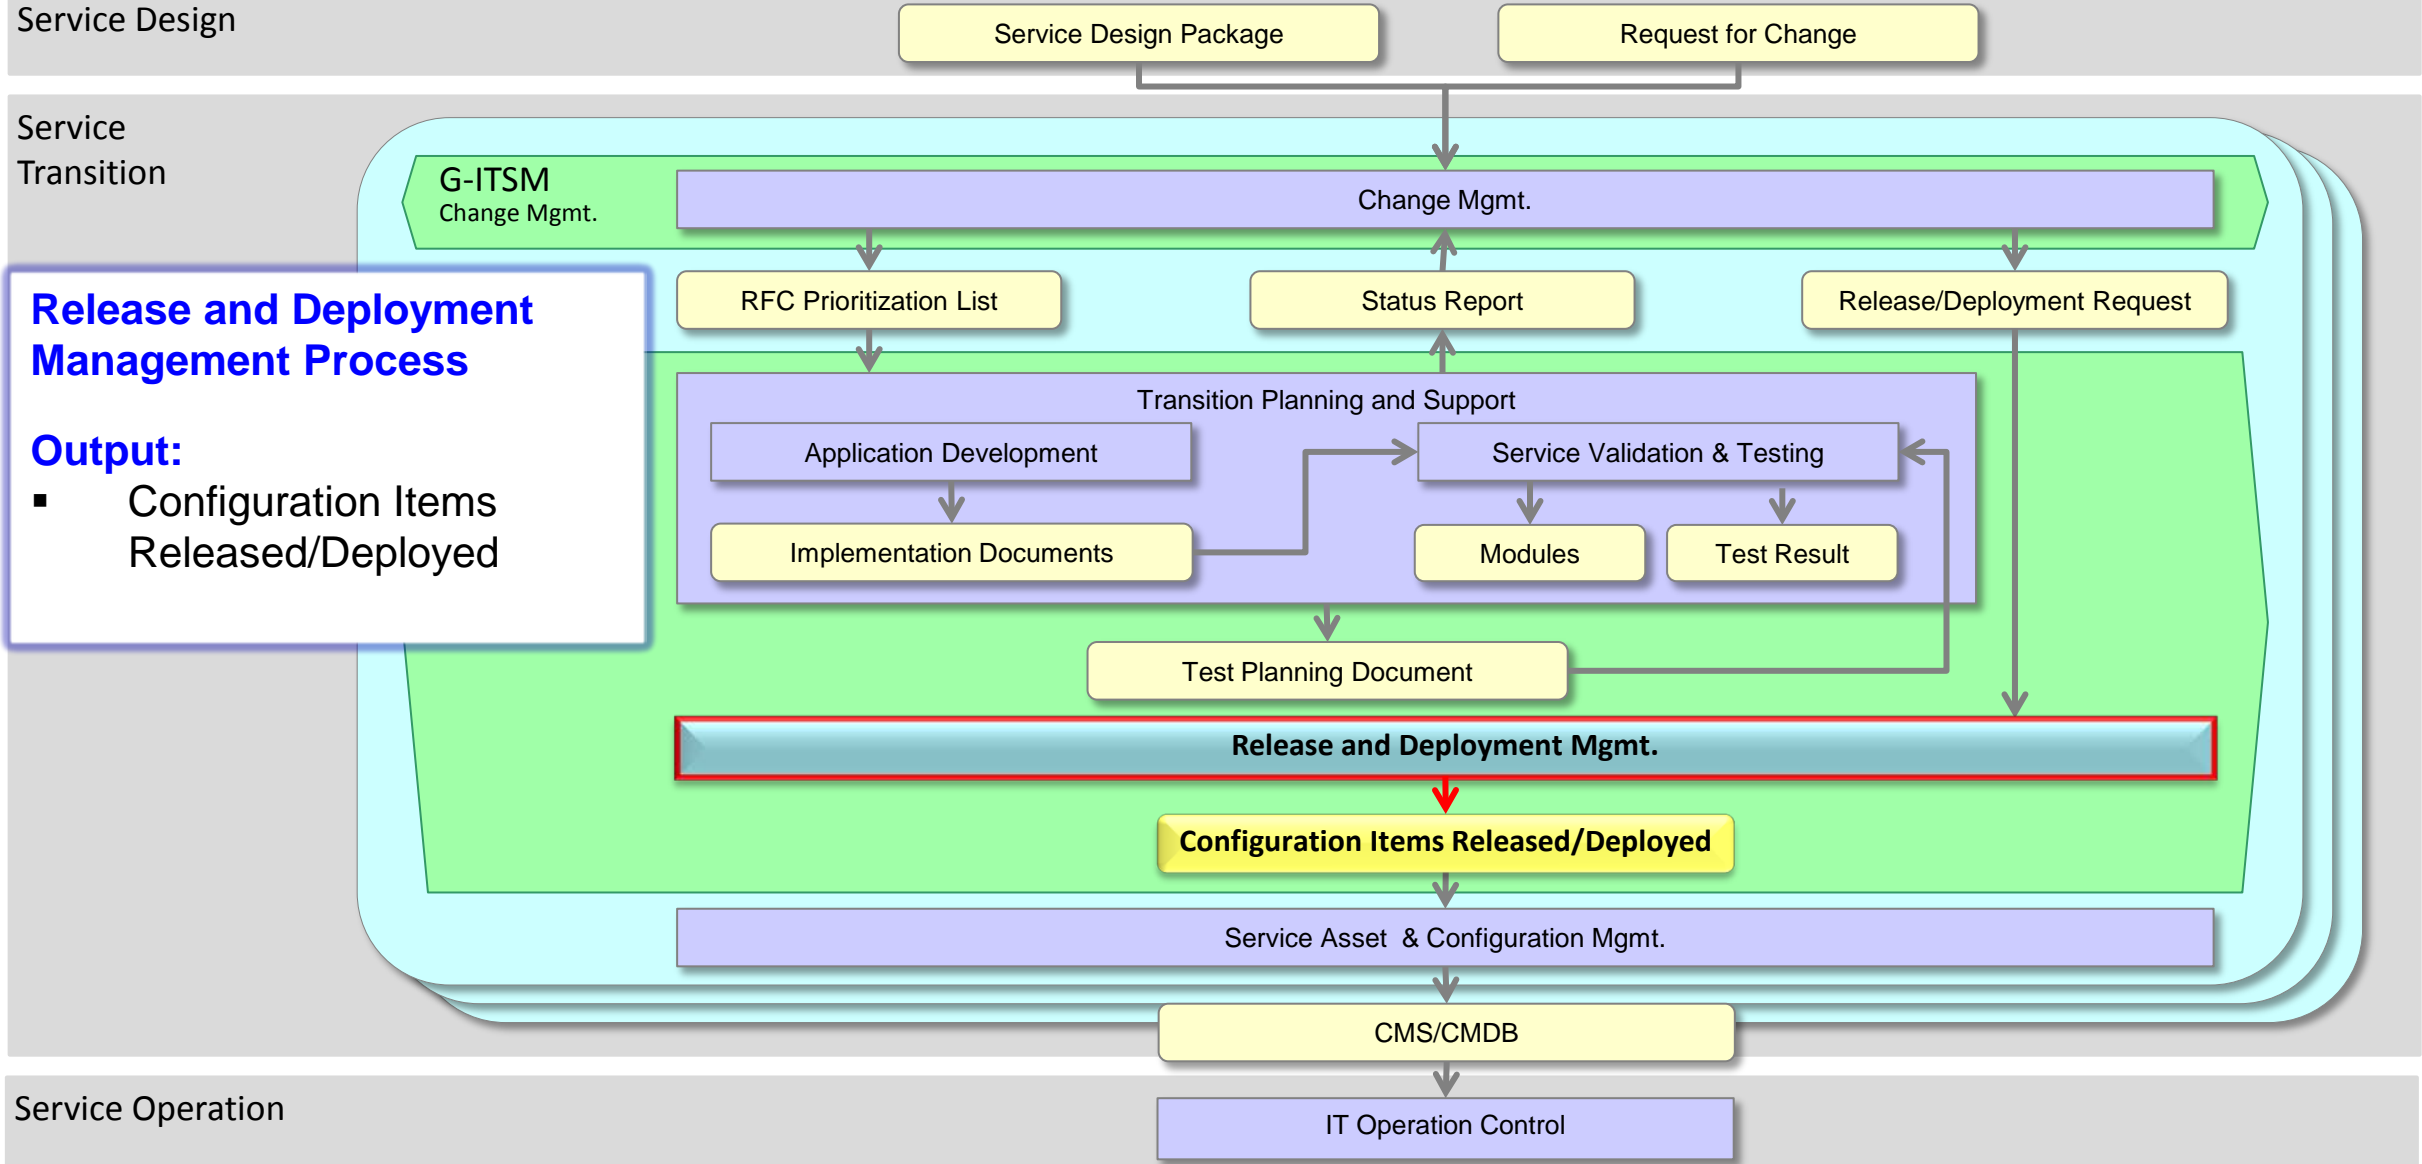 Service Design
Service Design Package
Request for Change
Service
Transition
G-ITSM
Change Mgmt.
Change Mgmt.
RFC Prioritization List
Status Report
Release/Deployment Request
Release and Deployment
Management Process
Output:
▪ Configuration Items
Released/Deployed
Transition Planning and Support
Application Development
Service Validation & Testing
Implementation Documents
Modules
Test Result
Test Planning Document
Release and Deployment Mgmt.
Configuration Items Released/Deployed
Service Asset & Configuration Mgmt.
CMS/CMDB
Service Operation
IT Operation Control